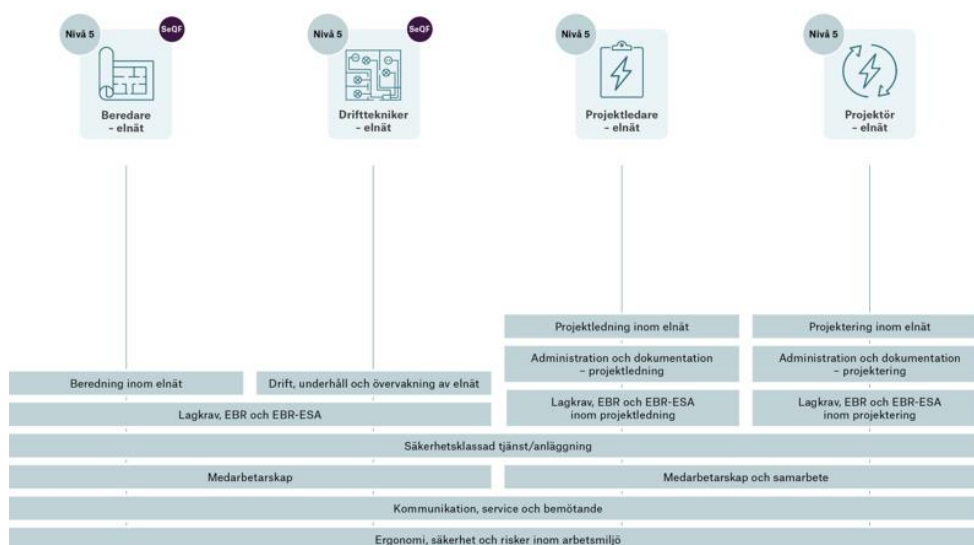 Nivå 5
SeQF
Beredare
– elnät
Nivå 5
SeQF
Drifttekniker
– elnät
Nivå 5
Projektledare
– elnät
Nivå 5
Projektör
– elnät
Projektledning inom elnät
Projektering inom elnät
Administration och dokumentation
– projektledning
Administration och dokumentation
– projektering
Beredning inom elnät
Drift, underhåll och övervakning av elnät
Lagkrav, EBR och EBR-ESA
inom projektledning
Lagkrav, EBR och EBR-ESA
inom projektering
Lagkrav, EBR och EBR-ESA
Säkerhetsklassad tjänst/anläggning
Medarbetarskap
Medarbetarskap och samarbete
Kommunikation, service och bemötande
Ergonomi, säkerhet och risker inom arbetsmiljö